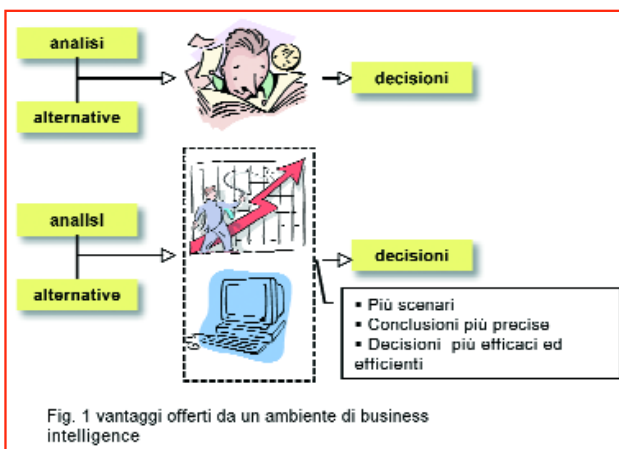 analisi
alternative
decisioni
analisi
alternative
decisioni
▪ Più scenari
▪ Conclusioni più precise
▪ Decisioni più efficaci ed
efficienti
Fig. 1 vantaggi offerti da un ambiente di business
intelligence